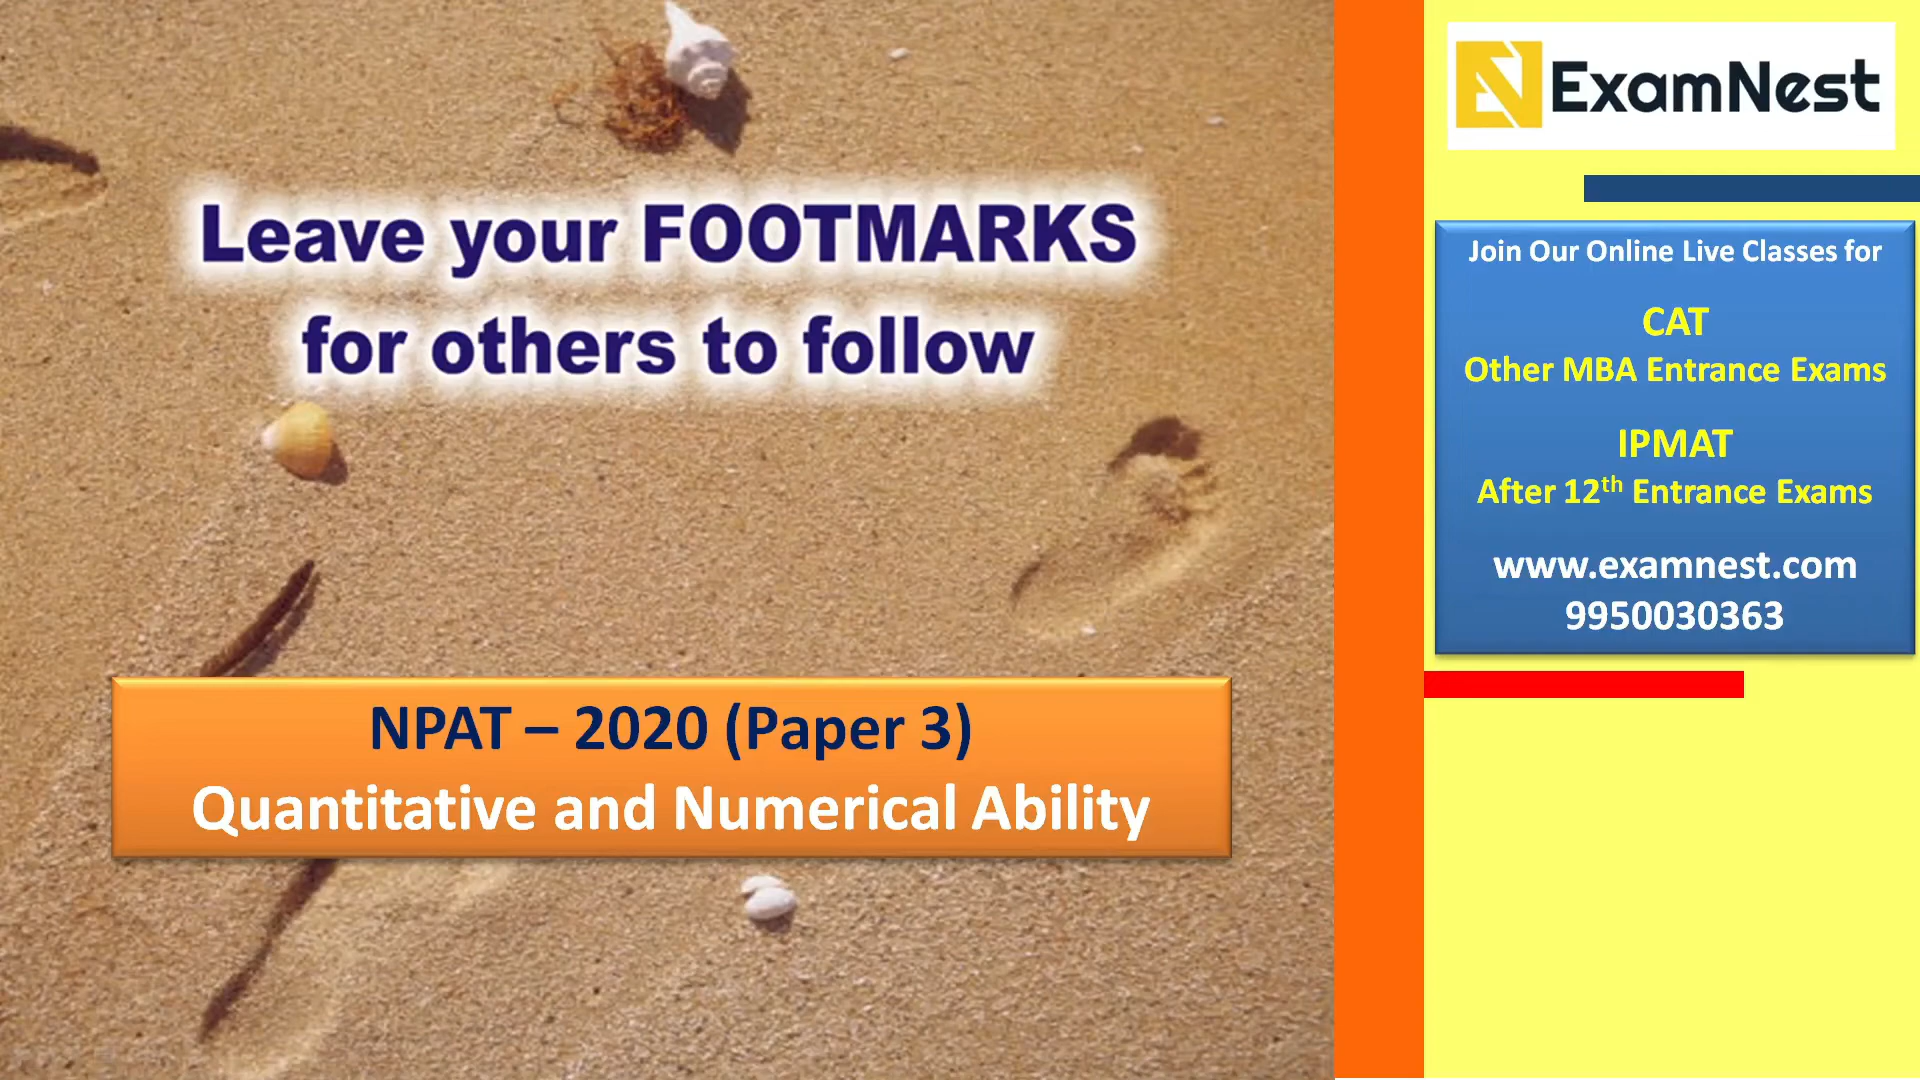 Leave your FOOTMARKS
for others to follow
NPAT – 2020 (Paper 3)
Quantitative and Numerical Ability
ExamNest
Join Our Online Live Classes for
CAT
Other MBA Entrance Exams
IPMAT
After 12th Entrance Exams
www.examnest.com
9950030363